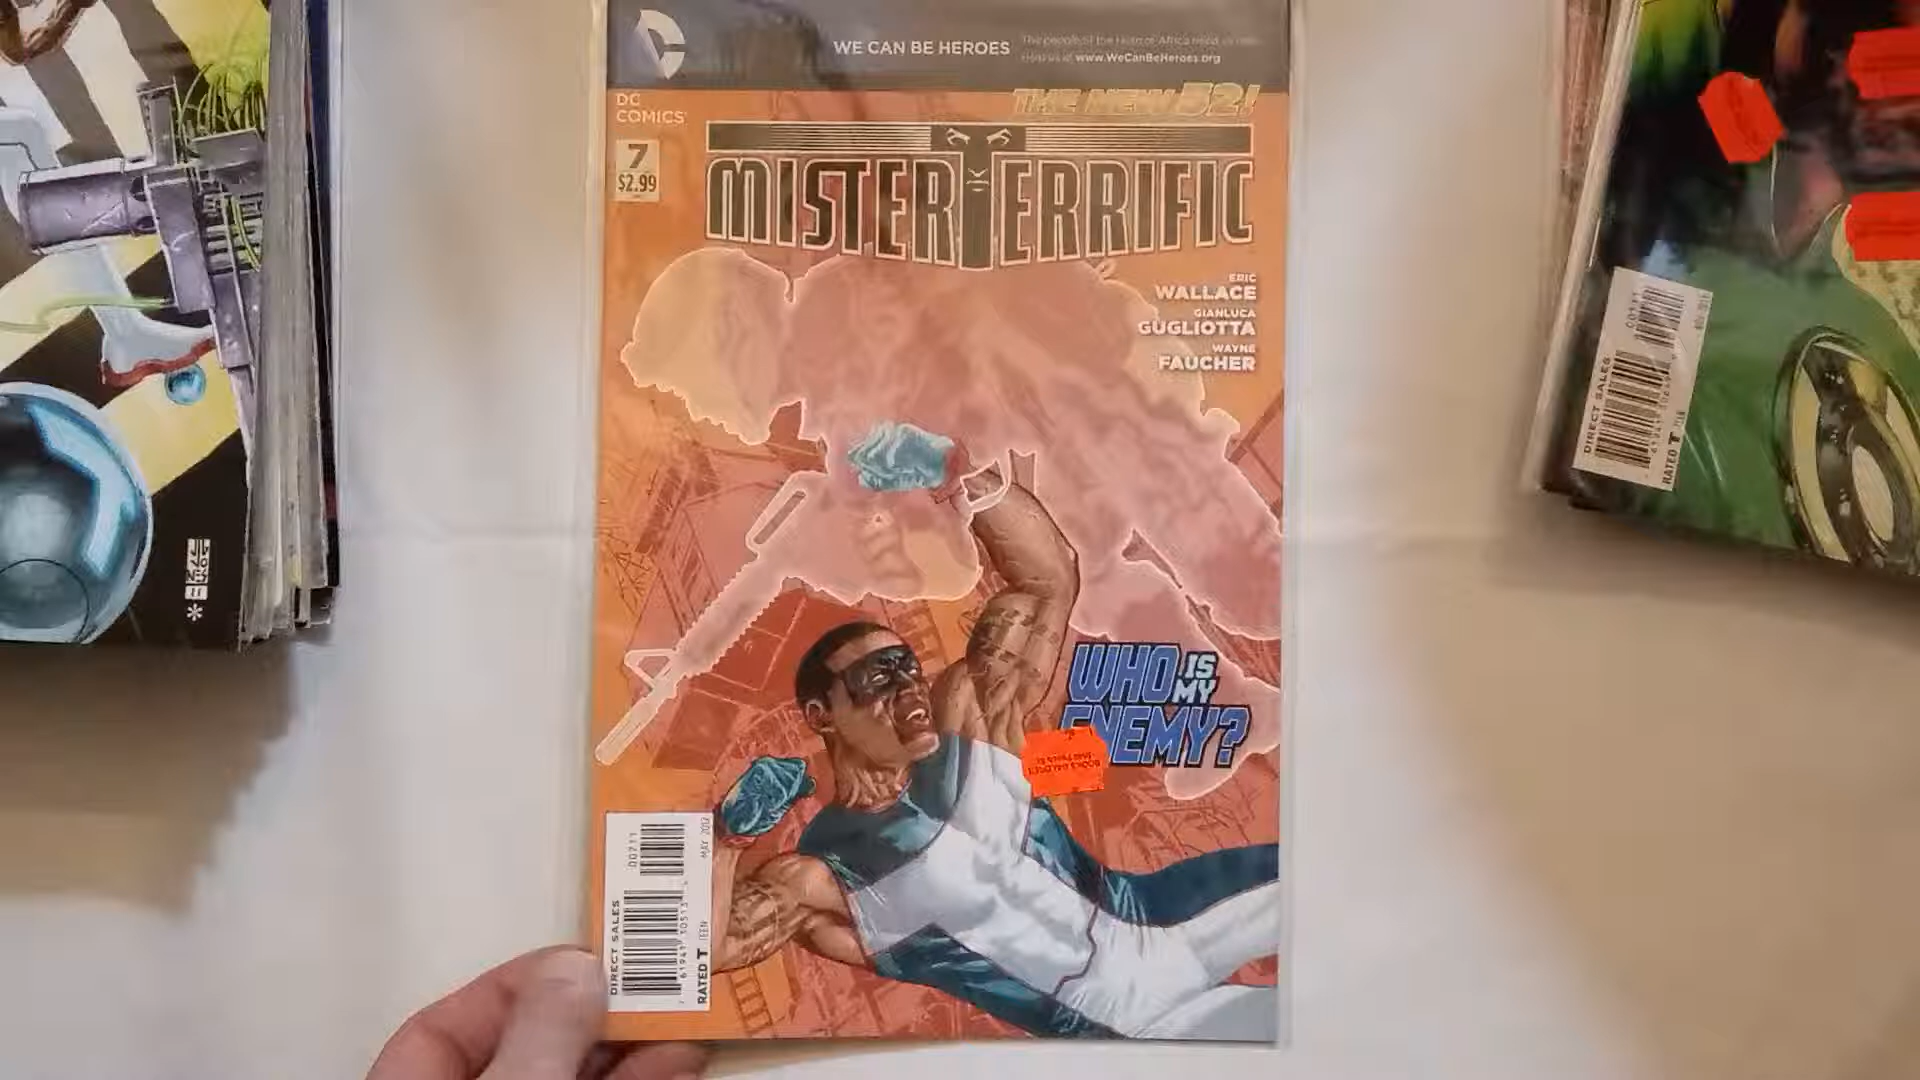 WE CAN BE HEROES
www.WeCanBeHeroes.org
THE NEW 52!
DC
COMICS
7
$2.99
MISTER TERRIFIC
ERIC
WALLACE
GIANLUCA
GUGLIOTTA
WAYNE
FAUCHER
WHO IS
MY
ENEMY?
00711
MAY 2012
DIRECT SALES
RATED T TEEN
DIRECT SALES
RATED T